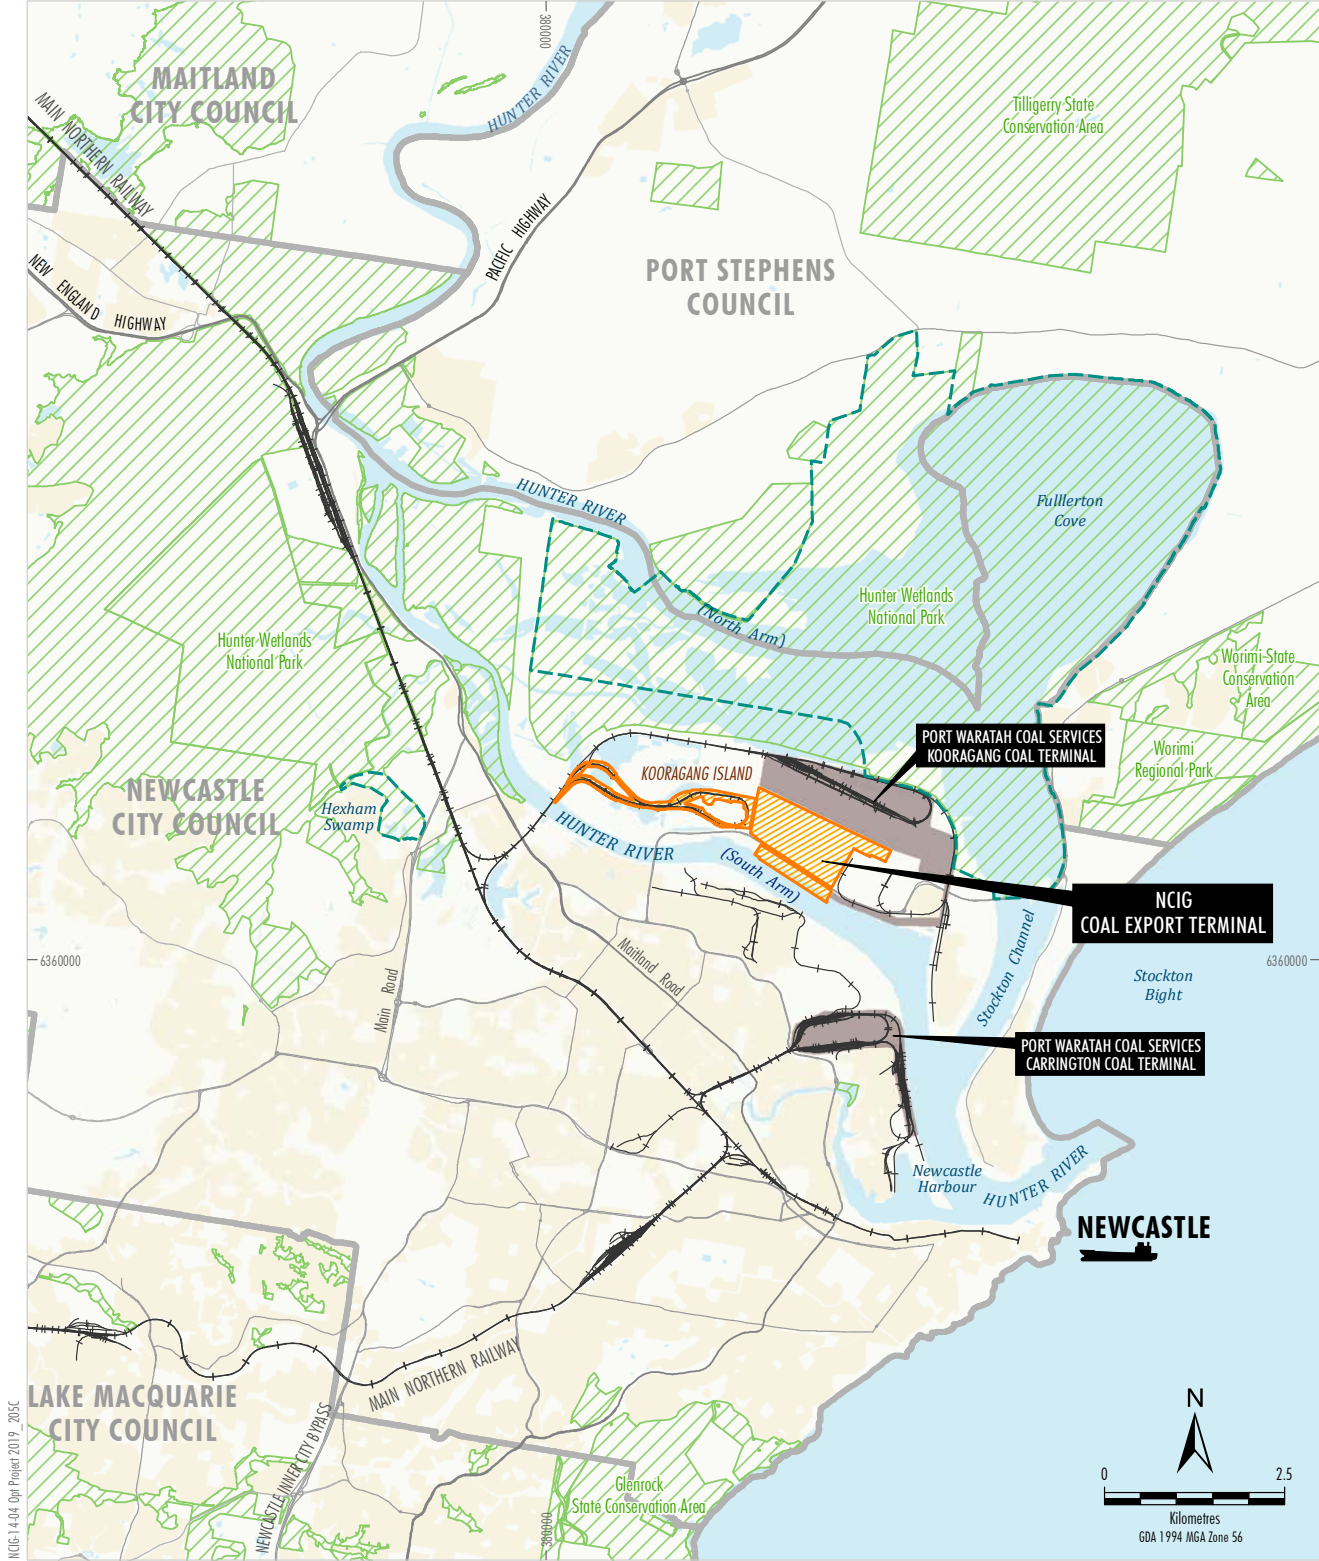 380000
HUNTER RIVER
MAITLAND
CITY COUNCIL
MAIN NORTHERN RAILWAY
Tilligerry State
Conservation Area
PACIFIC HIGHWAY
NEW ENGLAND HIGHWAY
PORT STEPHENS
COUNCIL
HUNTER RIVER
Fulllerton
Cove
(North Arm)
Hunter Wetlands
National Park
Hunter Wetlands
National Park
Worimi State
Conservation
Area
PORT WARATAH COAL SERVICES
KOORAGANG COAL TERMINAL
Worimi
Regional Park
KOORAGANG ISLAND
NEWCASTLE
CITY COUNCIL
Hexham
Swamp
HUNTER RIVER
(South Arm)
NCIG
COAL EXPORT TERMINAL
6360000
6360000
Maitland Road
Main Road
Stockton Channel
Stockton
Bight
PORT WARATAH COAL SERVICES
CARRINGTON COAL TERMINAL
Newcastle
Harbour
HUNTER RIVER
NEWCASTLE
MAIN NORTHERN RAILWAY
LAKE MACQUARIE
CITY COUNCIL
NEWCASTLE INNER CITY BYPASS
Glenrock
State Conservation Area
380000
N
0 2.5
Kilometres
GDA 1994 MGA Zone 56
NCIG-14-04 Opt Project 2019_205C